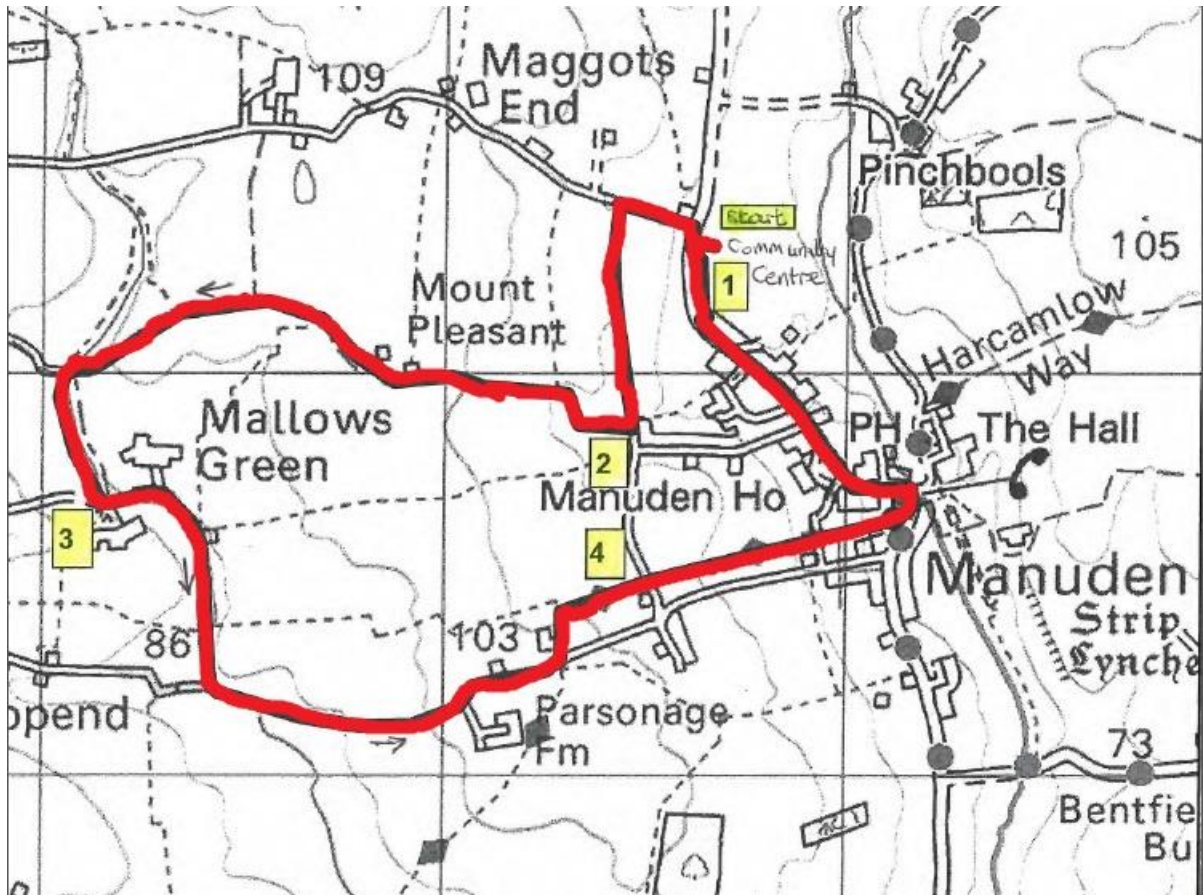 Maggots
End
109
Pinchbools
Start
Community
Centre
1
105
Mount
Pleasant
Harcamlow
Way
Mallows
Green
PH
The Hall
2
Manuden Ho
3
4
Manuden
Strip
Lynche
86
103
opend
Parsonage
Fm
73
Bentfie
Bu